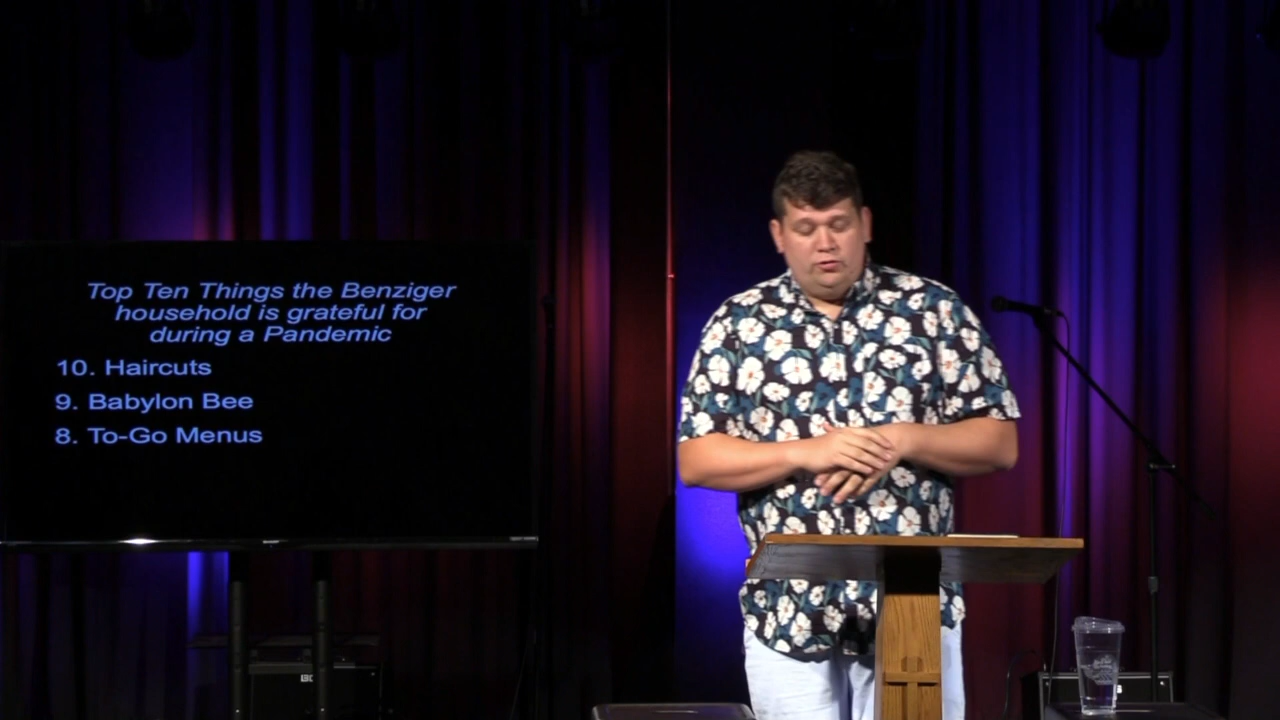 Top Ten Things the Benziger
household is grateful for
during a Pandemic
10. Haircuts
9. Babylon Bee
8. To-Go Menus